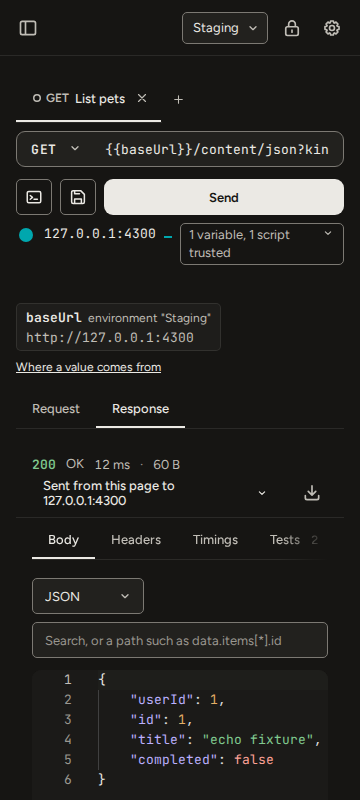 Staging
GET List pets
GET {{baseUrl}}/content/json?kin
Send
127.0.0.1:4300
1 variable, 1 script
trusted
baseUrl environment "Staging"
http://127.0.0.1:4300
Where a value comes from
Request Response
200 OK 12 ms · 60 B
Sent from this page to
127.0.0.1:4300
Body Headers Timings Tests 2
JSON
Search, or a path such as data.items[*].id
1 {
2 "userId": 1,
3 "id": 1,
4 "title": "echo fixture",
5 "completed": false
6 }